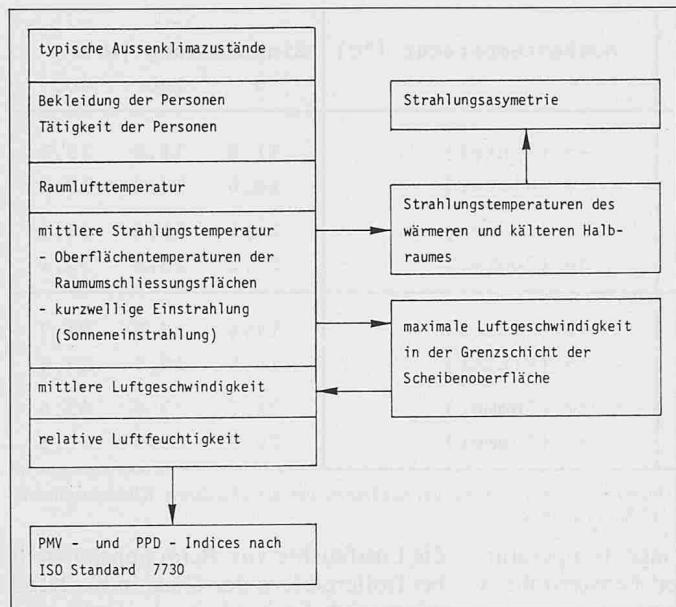 typische Aussenklimazustände
Bekleidung der Personen
Tätigkeit der Personen
Raumlufttemperatur
mittlere Strahlungstemperatur
- Oberflächentemperaturen der
Raumumschliessungsflächen
- kurzwellige Einstrahlung
(Sonneneinstrahlung)
mittlere Luftgeschwindigkeit
relative Luftfeuchtigkeit
PMV - und PPD - Indices nach
ISO Standard 7730
Strahlungsasymetrie
Strahlungstemperaturen des
wärmeren und kälteren Halb-
raumes
maximale Luftgeschwindigkeit
in der Grenzschicht der
Scheibenoberfläche